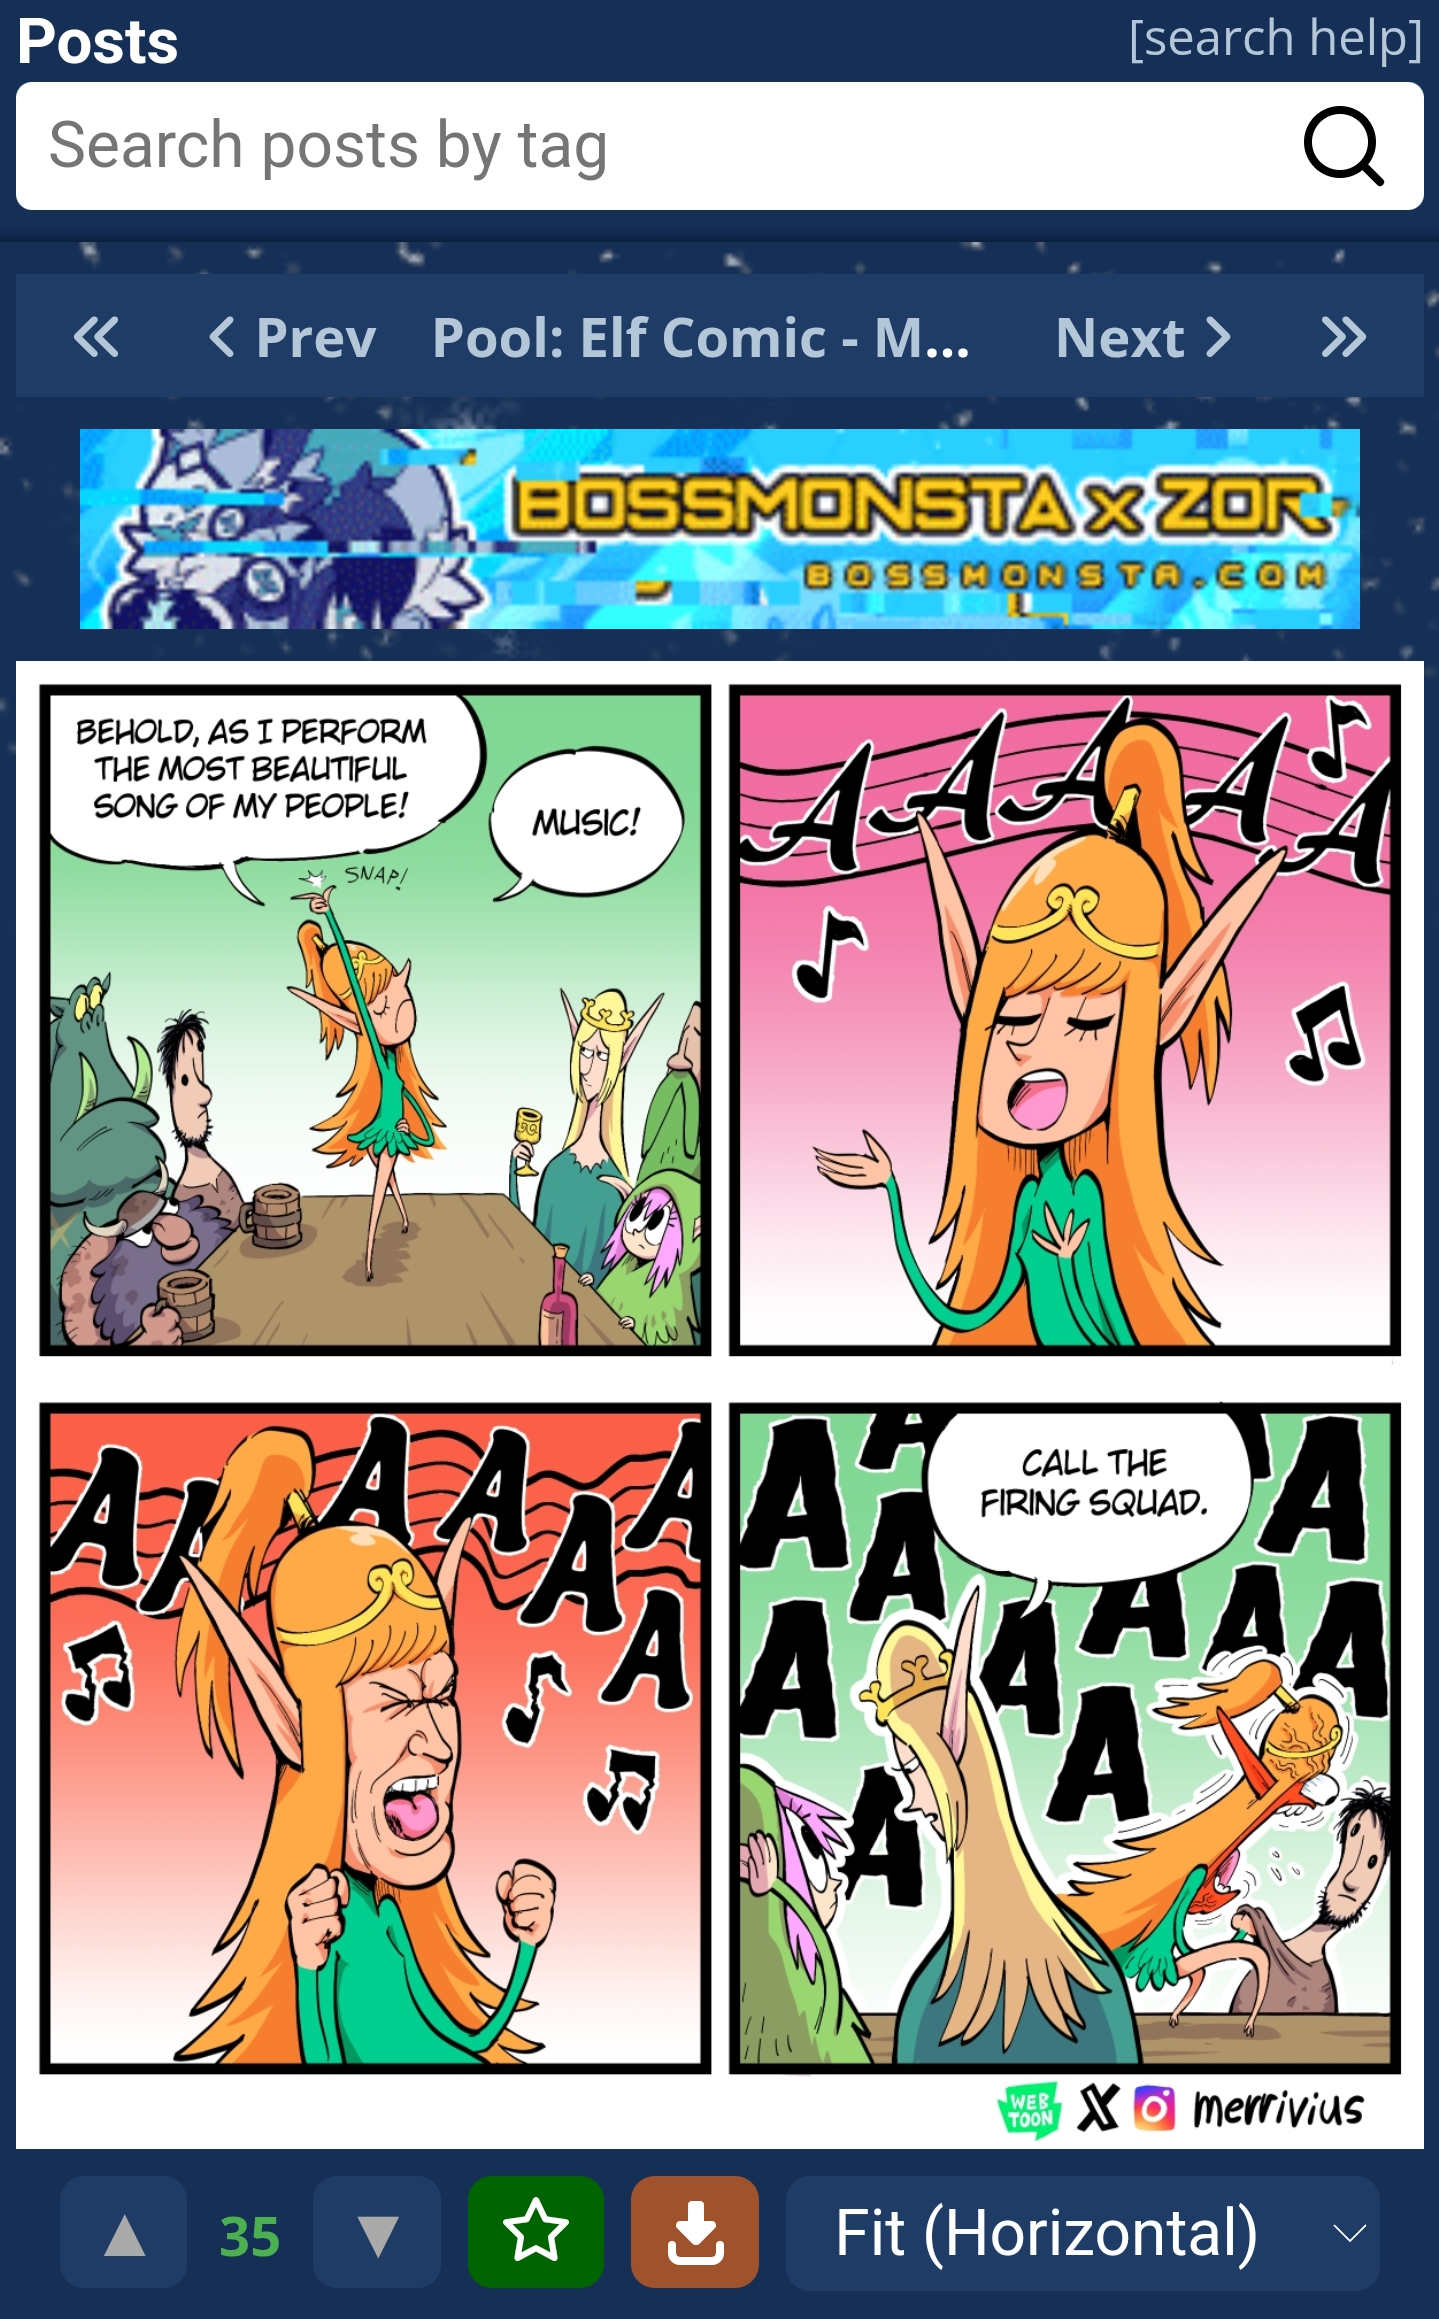 Posts
[search help]
Search posts by tag
Prev
Pool: Elf Comic - M...
Next
BOSSMONSTA x ZOR
BOSSMONSTA.COM
BEHOLD, AS I PERFORM
THE MOST BEAUTIFUL
SONG OF MY PEOPLE!
MUSIC!
SNAP!
A A A A A
A A A A A A A
CALL THE
FIRING SQUAD.
A A A A A A A A A A A
WEB
TOON
X
merrivius
35
Fit (Horizontal)